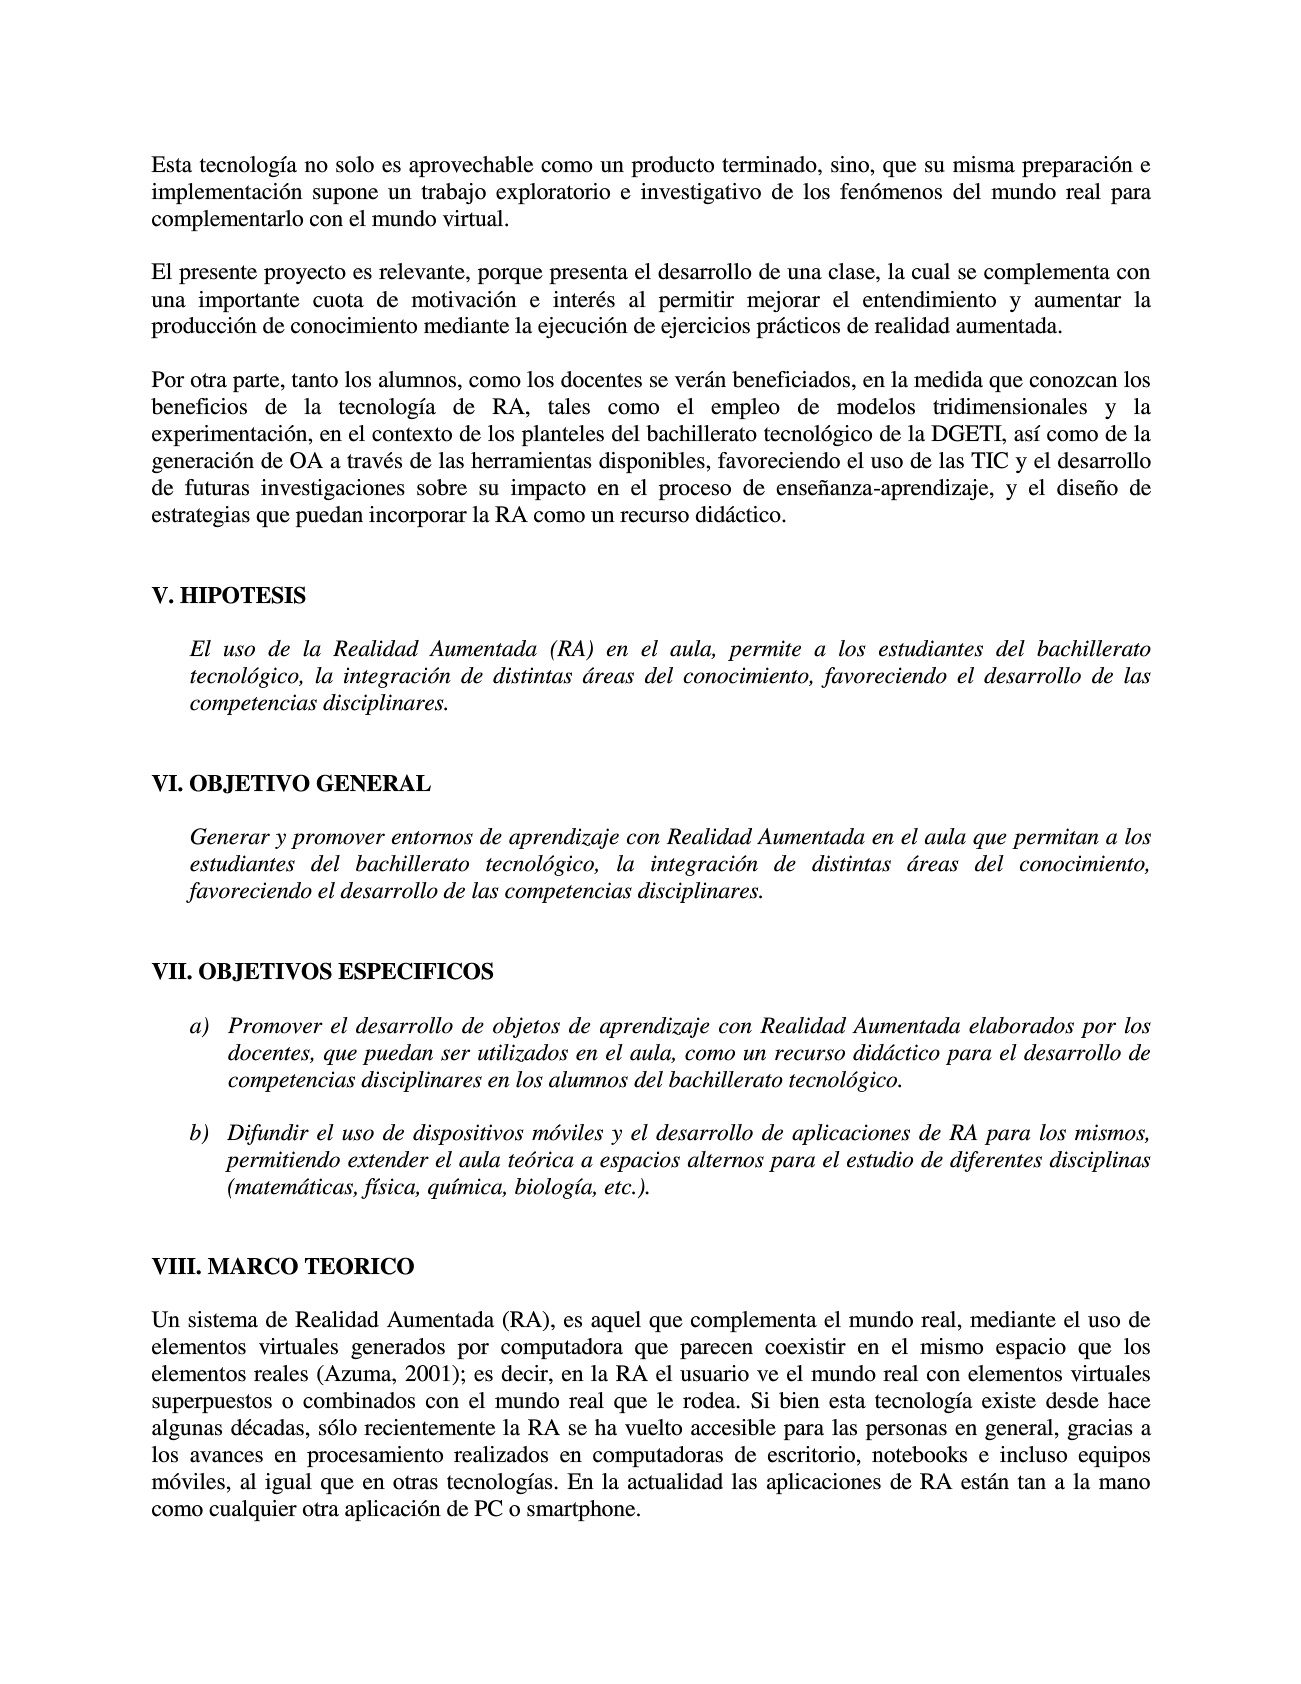 Esta tecnología no solo es aprovechable como un producto terminado, sino, que su misma preparación e
implementación supone un trabajo exploratorio e investigativo de los fenómenos del mundo real para
complementarlo con el mundo virtual.
El presente proyecto es relevante, porque presenta el desarrollo de una clase, la cual se complementa con
una importante cuota de motivación e interés al permitir mejorar el entendimiento y aumentar la
producción de conocimiento mediante la ejecución de ejercicios prácticos de realidad aumentada.
Por otra parte, tanto los alumnos, como los docentes se verán beneficiados, en la medida que conozcan los
beneficios de la tecnología de RA, tales como el empleo de modelos tridimensionales y la
experimentación, en el contexto de los planteles del bachillerato tecnológico de la DGETI, así como de la
generación de OA a través de las herramientas disponibles, favoreciendo el uso de las TIC y el desarrollo
de futuras investigaciones sobre su impacto en el proceso de enseñanza-aprendizaje, y el diseño de
estrategias que puedan incorporar la RA como un recurso didáctico.
V. HIPOTESIS
El uso de la Realidad Aumentada (RA) en el aula, permite a los estudiantes del bachillerato
tecnológico, la integración de distintas áreas del conocimiento, favoreciendo el desarrollo de las
competencias disciplinares.
VI. OBJETIVO GENERAL
Generar y promover entornos de aprendizaje con Realidad Aumentada en el aula que permitan a los
estudiantes del bachillerato tecnológico, la integración de distintas áreas del conocimiento,
favoreciendo el desarrollo de las competencias disciplinares.
VII. OBJETIVOS ESPECIFICOS
a) Promover el desarrollo de objetos de aprendizaje con Realidad Aumentada elaborados por los
docentes, que puedan ser utilizados en el aula, como un recurso didáctico para el desarrollo de
competencias disciplinares en los alumnos del bachillerato tecnológico.
b) Difundir el uso de dispositivos móviles y el desarrollo de aplicaciones de RA para los mismos,
permitiendo extender el aula teórica a espacios alternos para el estudio de diferentes disciplinas
(matemáticas, física, química, biología, etc.).
VIII. MARCO TEORICO
Un sistema de Realidad Aumentada (RA), es aquel que complementa el mundo real, mediante el uso de
elementos virtuales generados por computadora que parecen coexistir en el mismo espacio que los
elementos reales (Azuma, 2001); es decir, en la RA el usuario ve el mundo real con elementos virtuales
superpuestos o combinados con el mundo real que le rodea. Si bien esta tecnología existe desde hace
algunas décadas, sólo recientemente la RA se ha vuelto accesible para las personas en general, gracias a
los avances en procesamiento realizados en computadoras de escritorio, notebooks e incluso equipos
móviles, al igual que en otras tecnologías. En la actualidad las aplicaciones de RA están tan a la mano
como cualquier otra aplicación de PC o smartphone.